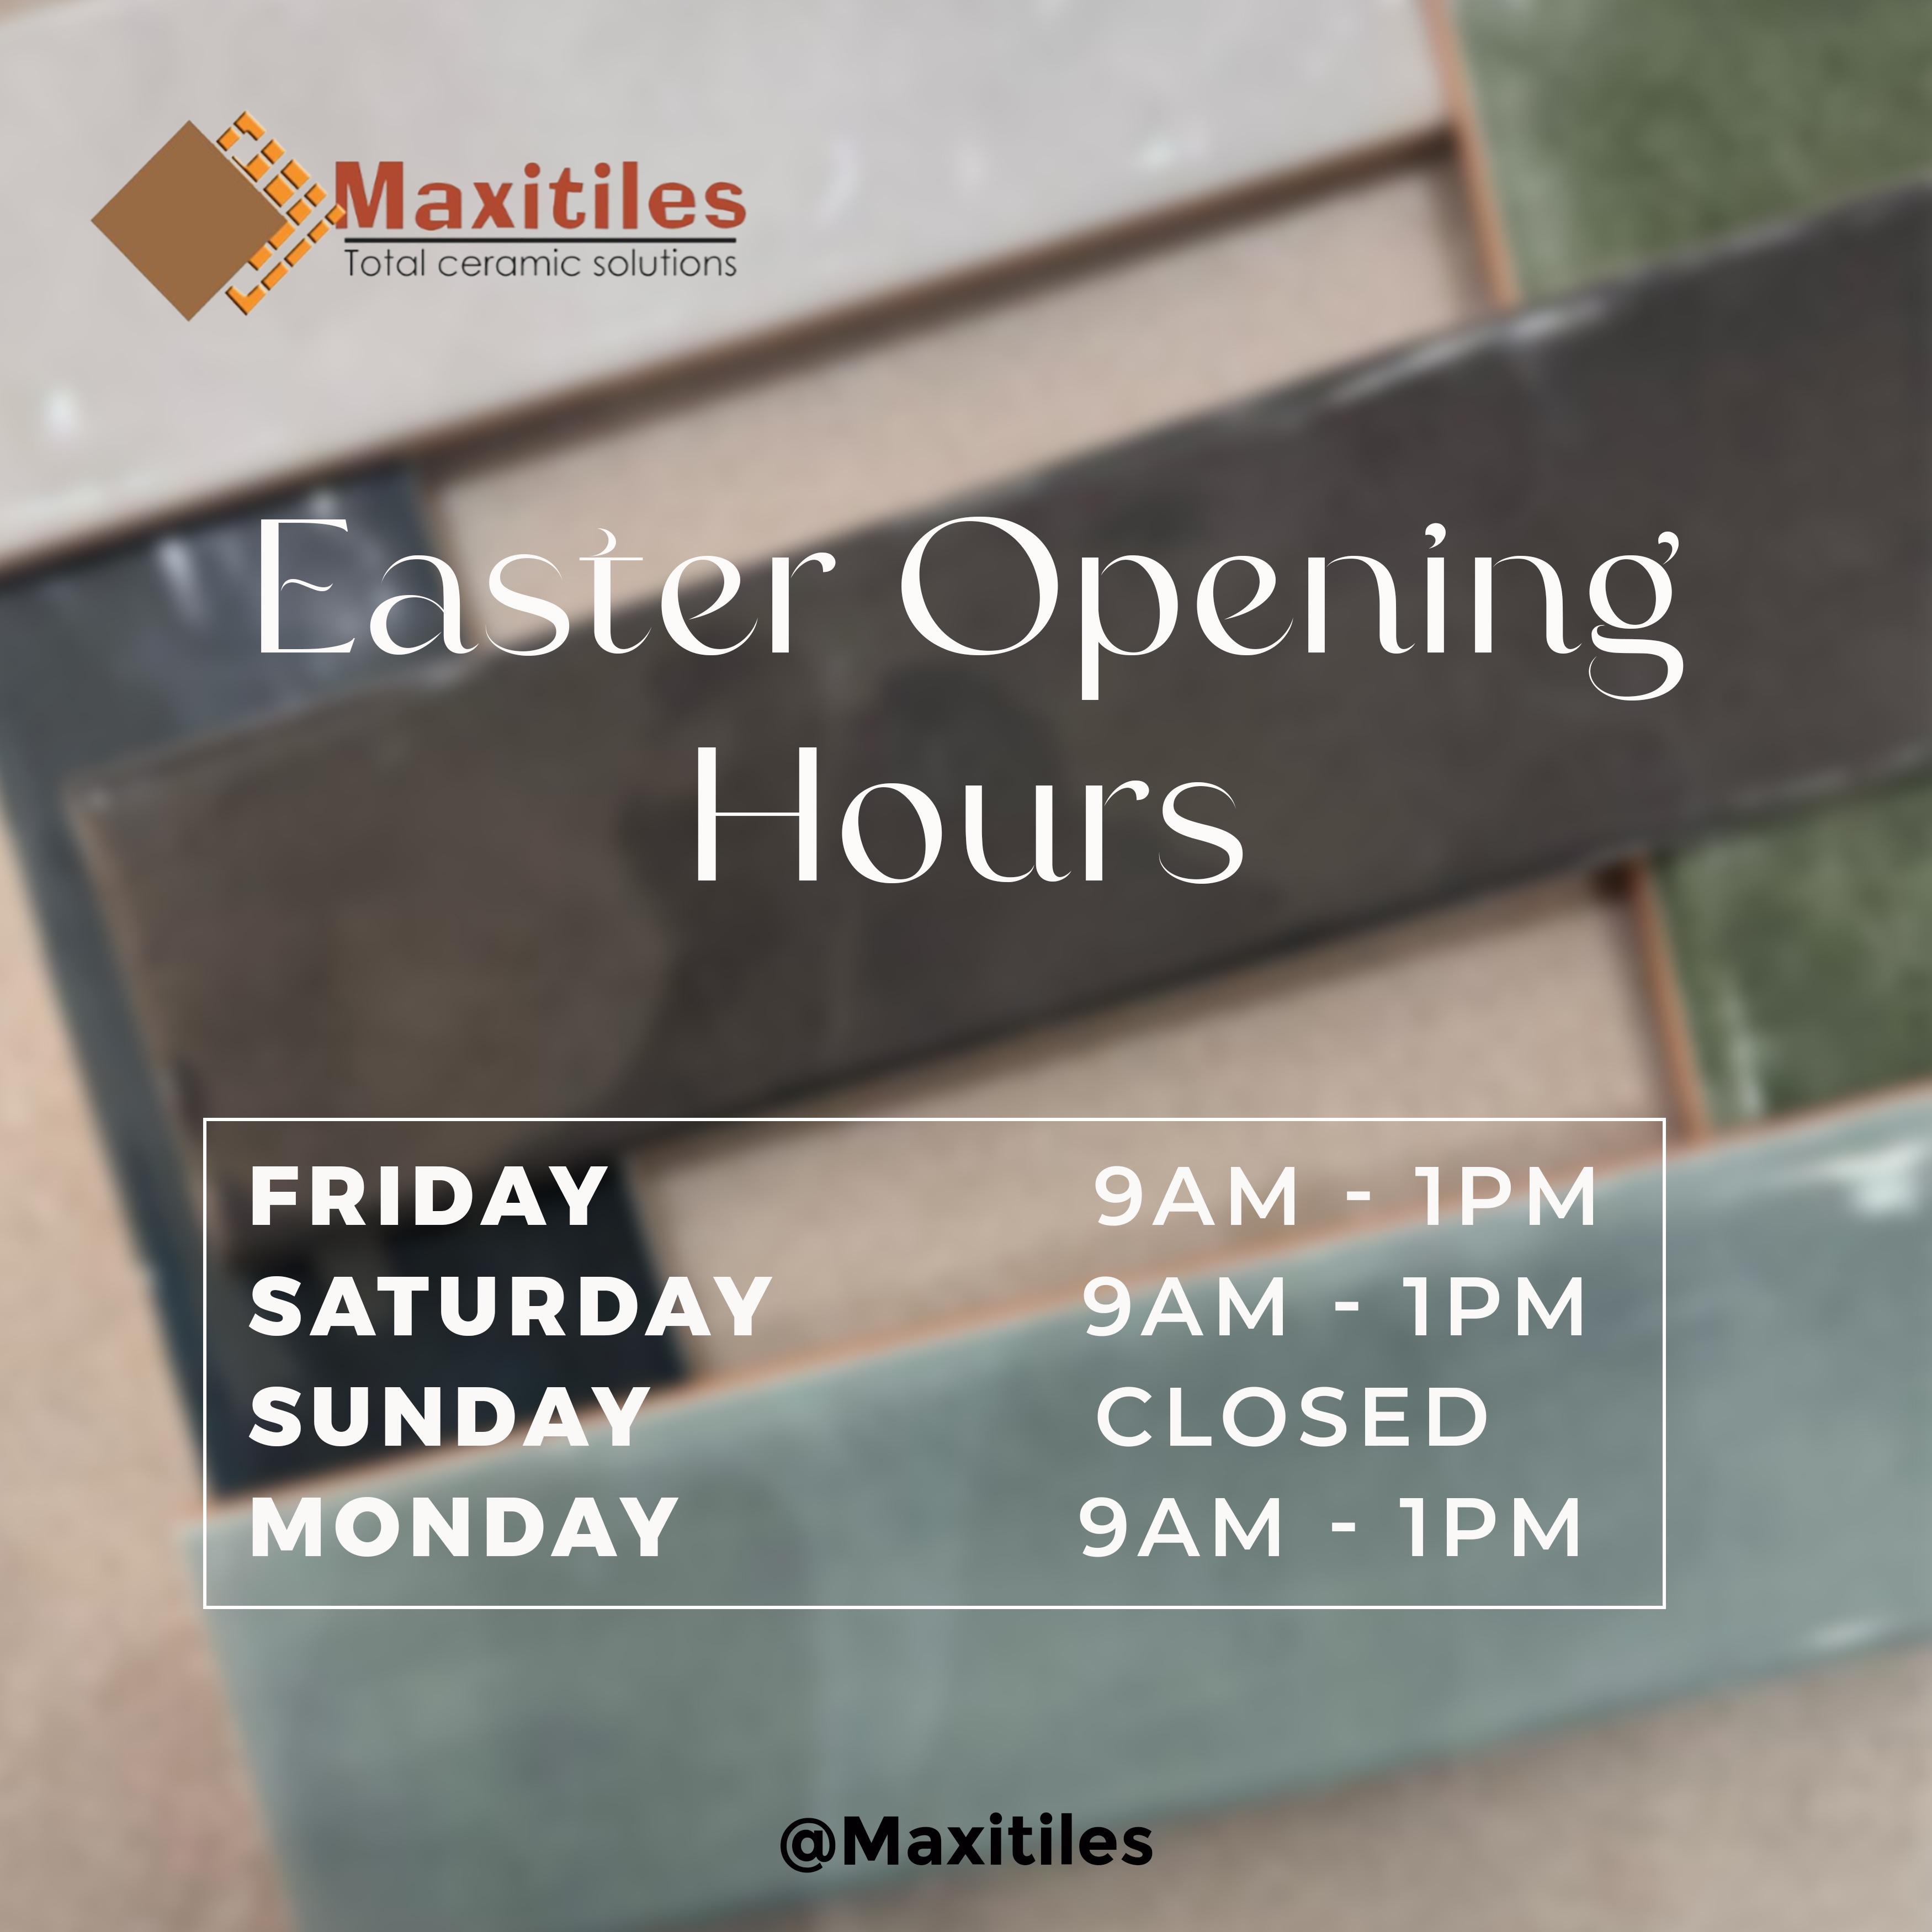 Maxitiles
Total ceramic solutions
Easter Opening
Hours
FRIDAY 9AM - 1PM
SATURDAY 9AM - 1PM
SUNDAY CLOSED
MONDAY 9AM - 1PM
@Maxitiles